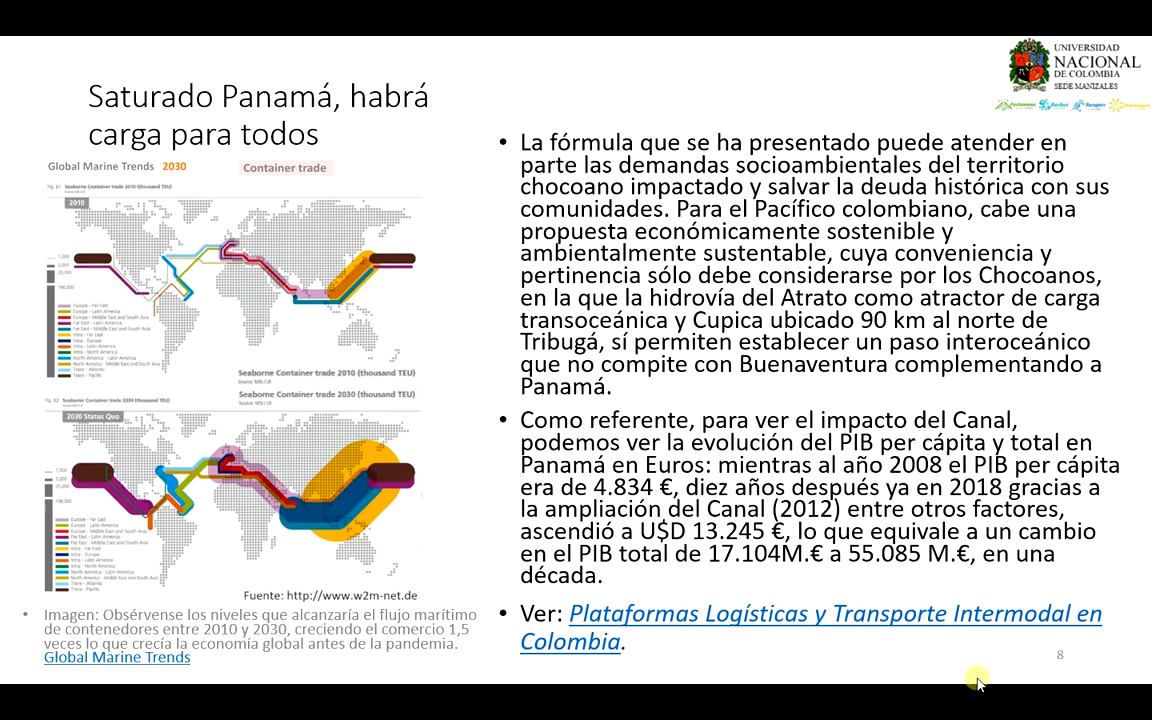 UNIVERSIDAD
NACIONAL
DE COLOMBIA
SEDE MANIZALES
Saturado Panamá, habrá
carga para todos
Global Marine Trends 2030
Container trade
Fig. 61 Seaborne Container trade 2010 (thousand TEU)
2010
Europe - Far East
Europe - Latin America
Europe - Middle East and South Asia
Far East - Latin America
Far East - Middle East and South Asia
Intra - Far East
Intra - Europe
Intra - Latin America
Intra - North America
North America - Latin America
North America - Middle East and South Asia
Trans - Atlantic
Trans - Pacific
Seaborne Container trade 2010 (thousand TEU)
Seaborne Container trade 2030 (thousand TEU)
Fig. 62 Seaborne Container trade 2030 (thousand TEU)
2030 Status Quo
Europe - Far East
Europe - Latin America
Europe - Middle East and South Asia
Far East - Latin America
Far East - Middle East and South Asia
Intra - Far East
Intra - Europe
Intra - Latin America
Intra - North America
North America - Latin America
North America - Middle East and South Asia
Trans - Atlantic
Trans - Pacific
Fuente: http://www.w2m-net.de
• Imagen: Obsérvense los niveles que alcanzaría el flujo marítimo
de contenedores entre 2010 y 2030, creciendo el comercio 1,5
veces lo que crecía la economía global antes de la pandemia.
Global Marine Trends
• La fórmula que se ha presentado puede atender en
parte las demandas socioambientales del territorio
chocoano impactado y salvar la deuda histórica con sus
comunidades. Para el Pacífico colombiano, cabe una
propuesta económicamente sostenible y
ambientalmente sustentable, cuya conveniencia y
pertinencia sólo debe considerarse por los Chocoanos,
en la que la hidrovía del Atrato como atractor de carga
transoceánica y Cupica ubicado 90 km al norte de
Tribugá, sí permiten establecer un paso interoceánico
que no compite con Buenaventura complementando a
Panamá.
• Como referente, para ver el impacto del Canal,
podemos ver la evolución del PIB per cápita y total en
Panamá en Euros: mientras al año 2008 el PIB per cápita
era de 4.834 €, diez años después ya en 2018 gracias a
la ampliación del Canal (2012) entre otros factores,
ascendió a U$D 13.245 €, lo que equivale a un cambio
en el PIB total de 17.104M.€ a 55.085 M.€, en una
década.
• Ver: Plataformas Logísticas y Transporte Intermodal en
Colombia.
8